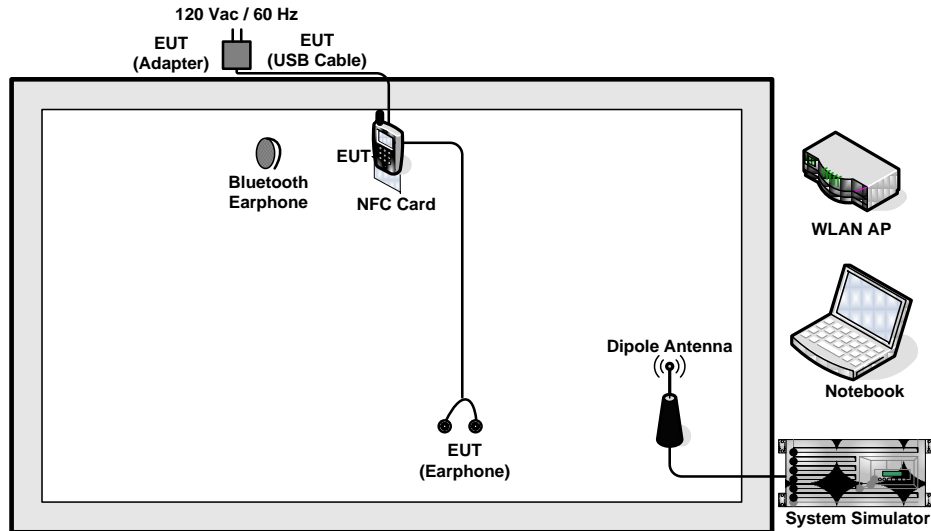 120 Vac / 60 Hz
EUT
(Adapter)
EUT
(USB Cable)
EUT
Bluetooth
Earphone
NFC Card
WLAN AP
Dipole Antenna
Notebook
EUT
(Earphone)
System Simulator